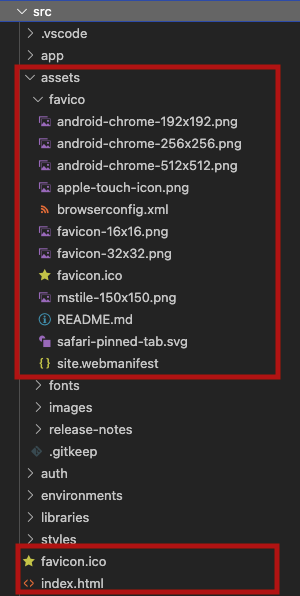 src
.vscode
app
assets
favico
android-chrome-192x192.png
android-chrome-256x256.png
android-chrome-512x512.png
apple-touch-icon.png
browserconfig.xml
favicon-16x16.png
favicon-32x32.png
favicon.ico
mstile-150x150.png
README.md
safari-pinned-tab.svg
site.webmanifest
fonts
images
release-notes
.gitkeep
auth
environments
libraries
styles
favicon.ico
index.html